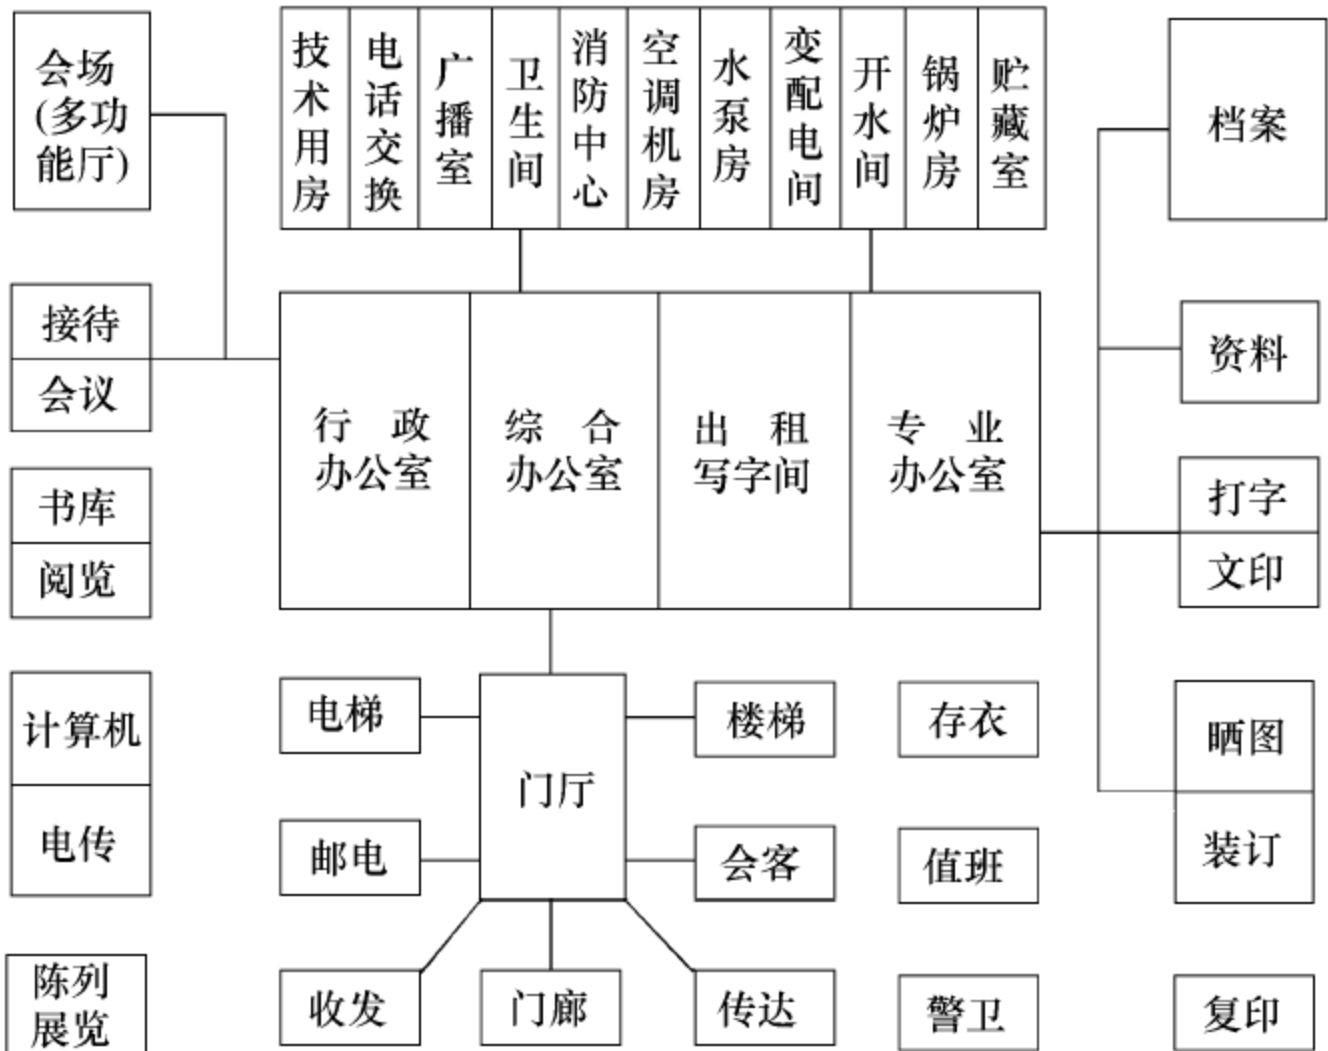 会场
(多功
能厅)
技术用房
电话交换
广播室
卫生间
消防中心
空调机房
水泵房
变配电间
开水间
锅炉房
贮藏室
档案
接待
会议
资料
行 政
办公室
综 合
办公室
出 租
写字间
专 业
办公室
书库
阅览
打字
文印
计算机
电传
电梯
门厅
楼梯
存衣
晒图
装订
邮电
会客
值班
陈列
展览
收发
门廊
传达
警卫
复印